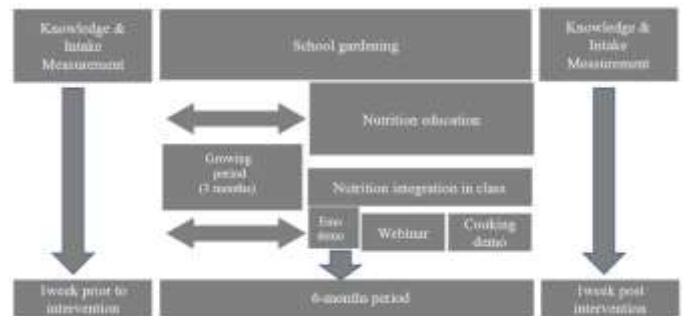 Knowledge &
Intake
Measurement
School gardening
Knowledge &
Intake
Measurement
Nutrition education
Growing
period
(3 months)
Nutrition integration in class
demo
Webinar
Cooking
demo
1week prior to
intervention
6-months period
1week post
intervention